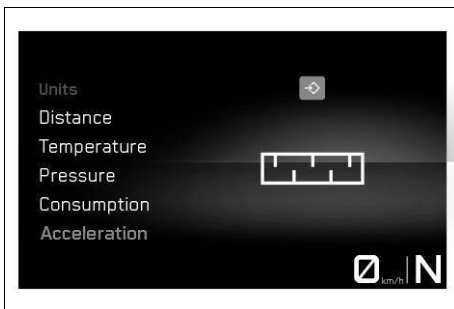 Units
Distance
Temperature
Pressure
Consumption
Acceleration
0 km/h N